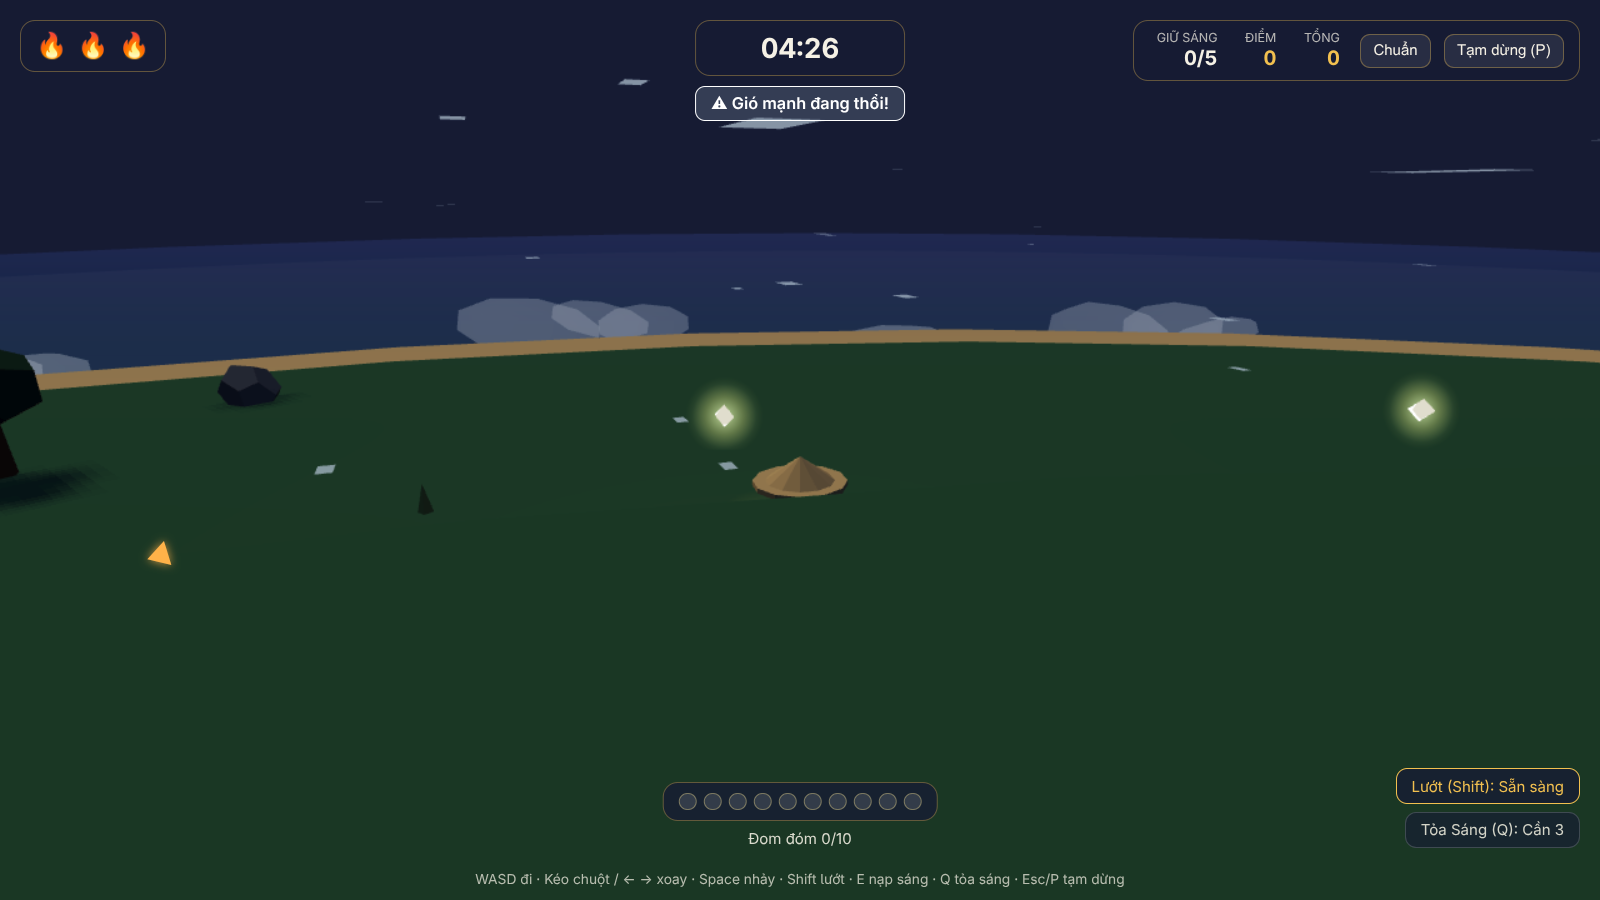 04:26
⚠ Gió mạnh đang thổi!
GIỮ SÁNG
0/5
ĐIỂM
0
TỔNG
0
Chuẩn
Tạm dừng (P)
Lướt (Shift): Sẵn sàng
Tỏa Sáng (Q): Cần 3
Đom đóm 0/10
WASD đi · Kéo chuột / ← → xoay · Space nhảy · Shift lướt · E nạp sáng · Q tỏa sáng · Esc/P tạm dừng